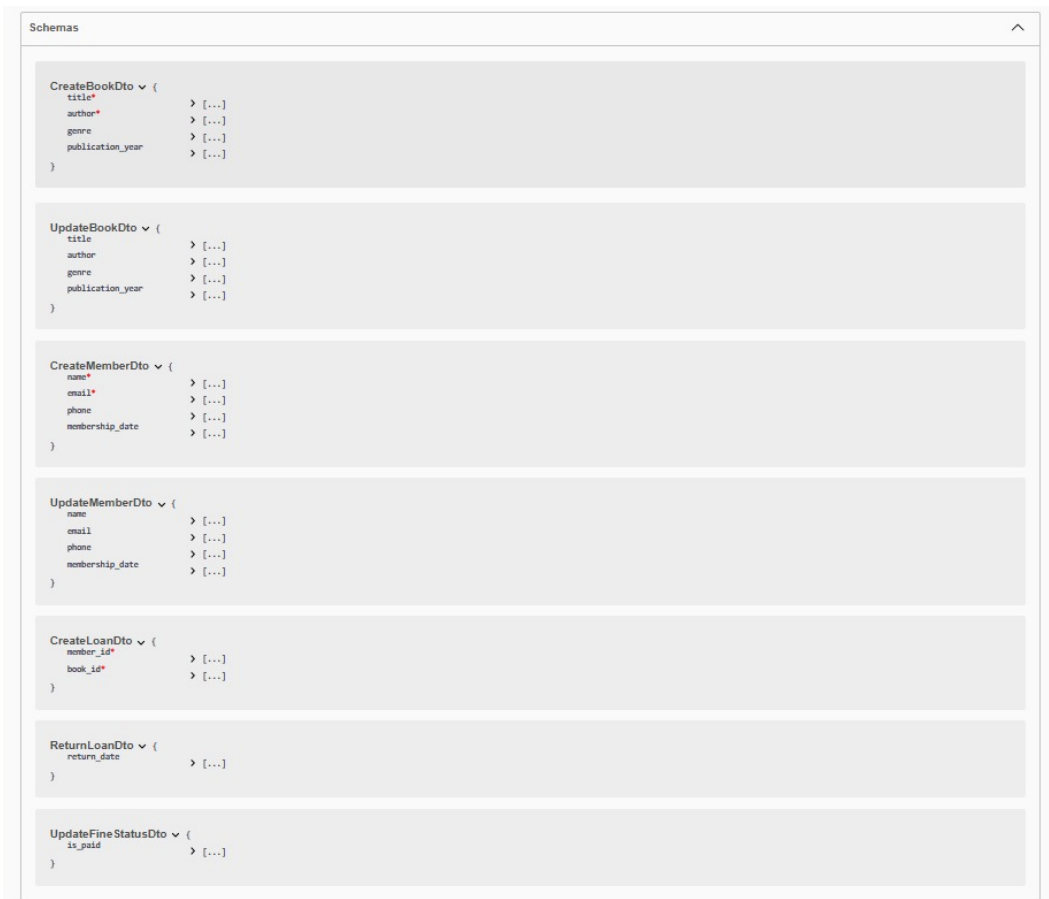 Schemas
CreateBookDto {
title* > [...]
author* > [...]
genre > [...]
publication_year > [...]
}
UpdateBookDto {
title > [...]
author > [...]
genre > [...]
publication_year > [...]
}
CreateMemberDto {
name* > [...]
email* > [...]
phone > [...]
membership_date > [...]
}
UpdateMemberDto {
name > [...]
email > [...]
phone > [...]
membership_date > [...]
}
CreateLoanDto {
member_id* > [...]
book_id* > [...]
}
ReturnLoanDto {
return_date > [...]
}
UpdateFineStatusDto {
is_paid > [...]
}